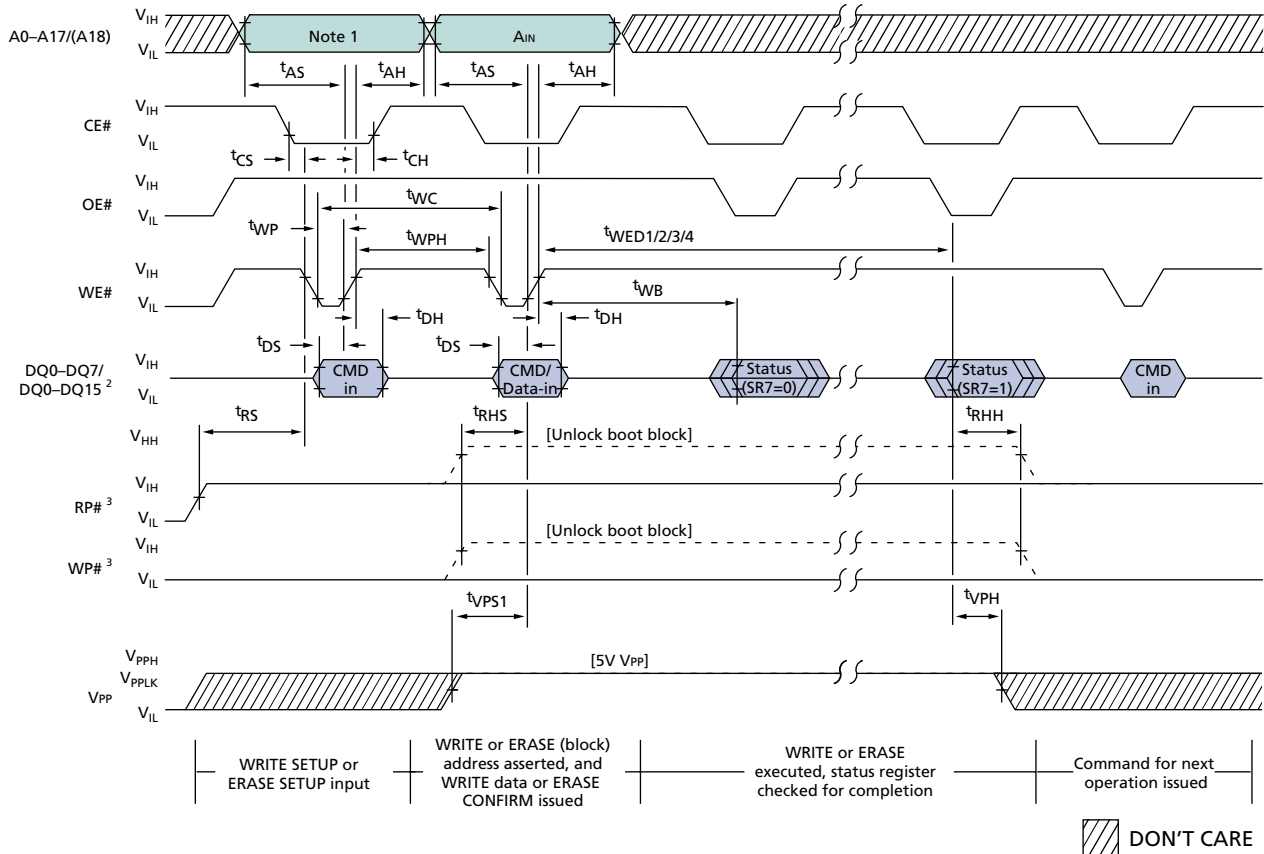 A0–A17/(A18)
VIH
VIL
Note 1
AIN
tAS
tAH
tAS
tAH
CE#
VIH
VIL
tCS
tCH
OE#
VIH
VIL
tWC
tWP
tWPH
tWED1/2/3/4
WE#
VIH
VIL
tWB
tDH
tDH
tDS
tDS
DQ0–DQ7/
DQ0–DQ15 2
VIH
VIL
CMD
in
CMD/
Data-in
Status
(SR7=0)
Status
(SR7=1)
CMD
in
tRS
tRHS
tRHH
[Unlock boot block]
RP# 3
VHH
VIH
VIL
[Unlock boot block]
WP# 3
VIH
VIL
tVPS1
tVPH
[5V VPP]
VPP
VPPH
VPPLK
VIL
WRITE SETUP or
ERASE SETUP input
WRITE or ERASE (block)
address asserted, and
WRITE data or ERASE
CONFIRM issued
WRITE or ERASE
executed, status register
checked for completion
Command for next
operation issued
DON'T CARE